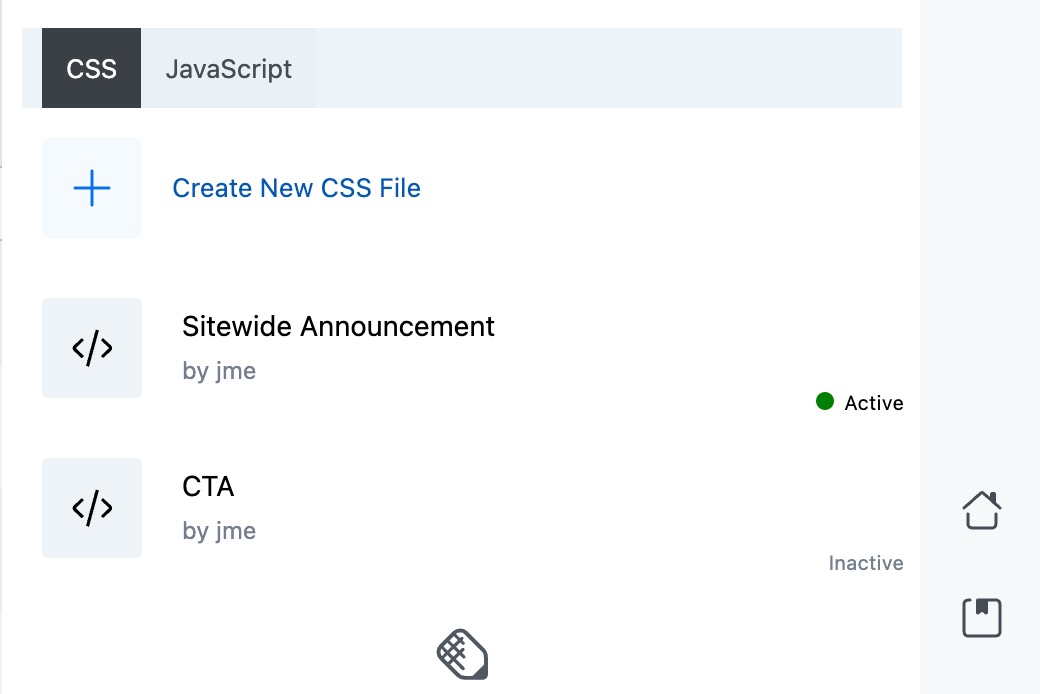 CSS JavaScript
Create New CSS File
Sitewide Announcement
by jme
Active
CTA
by jme
Inactive